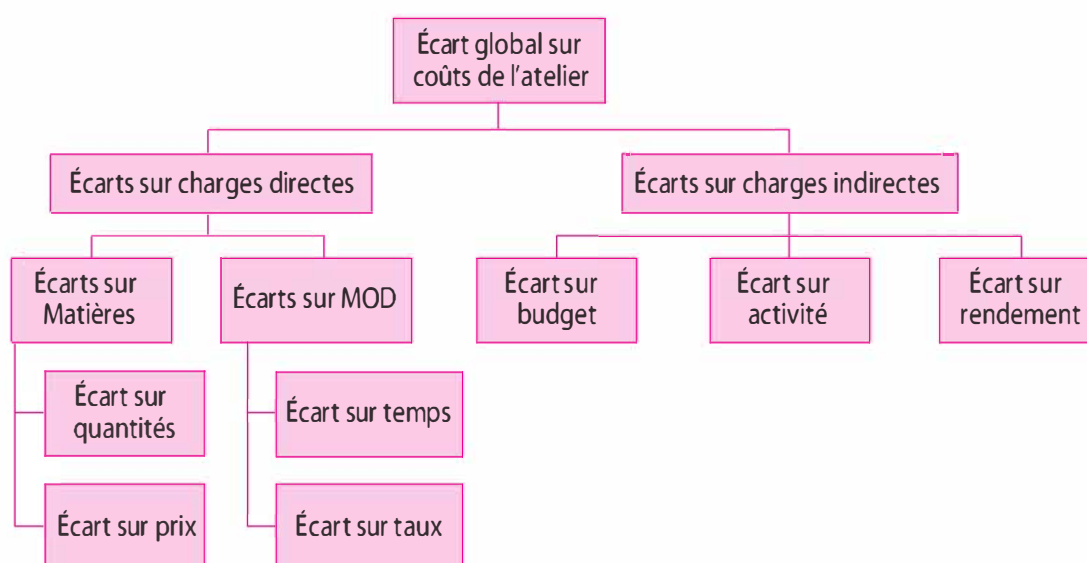 Écart global sur
coûts de l'atelier
Écarts sur charges directes
Écarts sur charges indirectes
Écarts sur
Matières
Écarts sur MOD
Écart sur
budget
Écart sur
activité
Écart sur
rendement
Écart sur
quantités
Écart sur temps
Écart sur prix
Écart sur taux